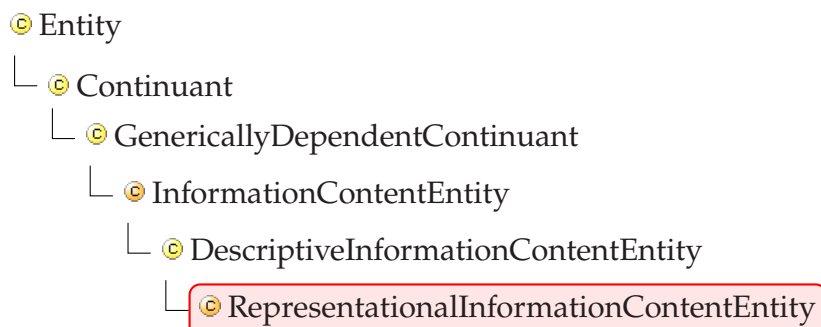 C Entity
C Continuant
C GenericallyDependentContinuant
C InformationContentEntity
C DescriptiveInformationContentEntity
C RepresentationalInformationContentEntity